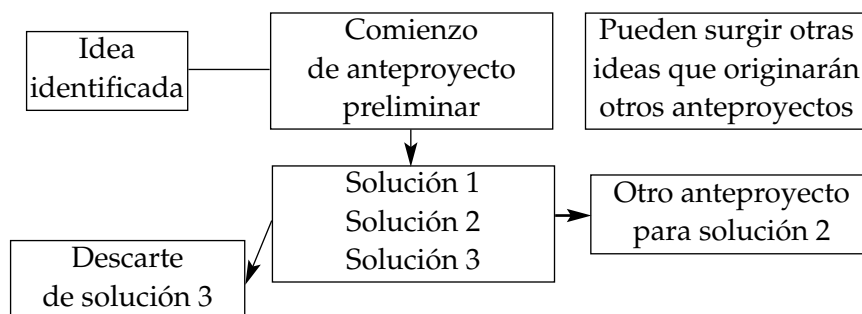 Idea
identificada
Comienzo
de anteproyecto
preliminar
Pueden surgir otras
ideas que originarán
otros anteproyectos
Solución 1
Solución 2
Solución 3
Otro anteproyecto
para solución 2
Descarte
de solución 3